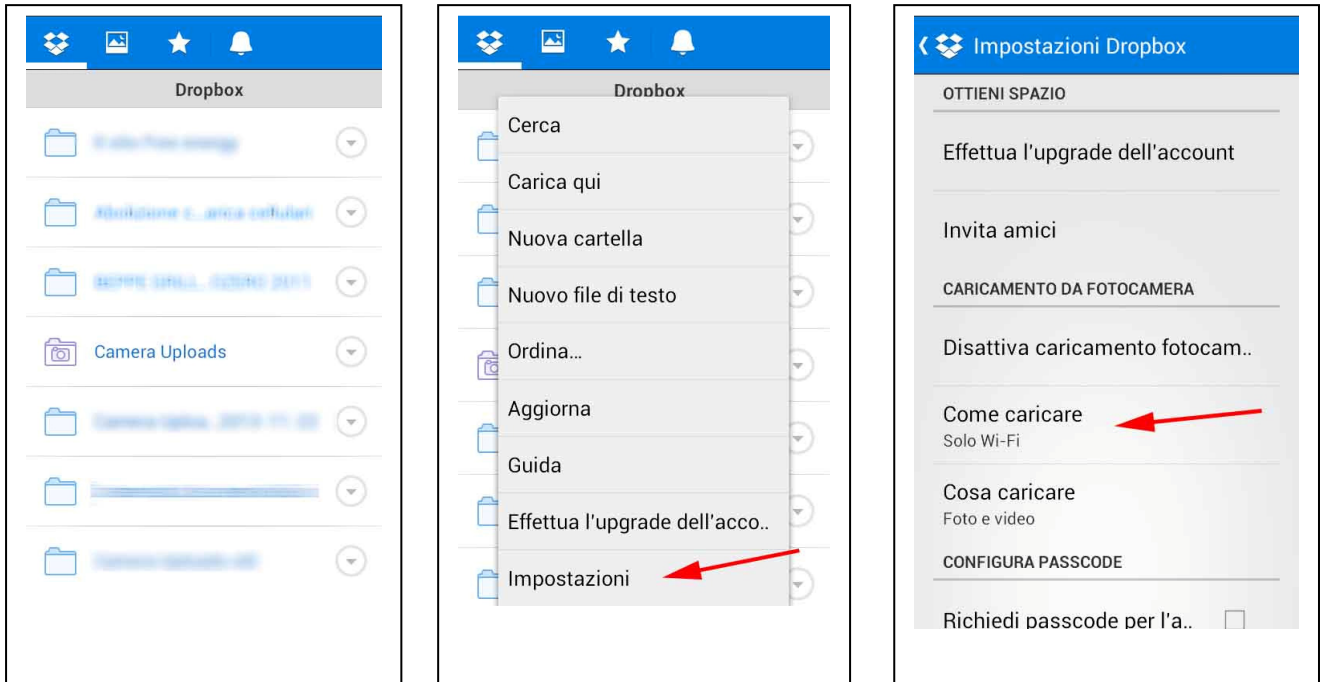 Dropbox
Camera Uploads
Dropbox
Cerca
Carica qui
Nuova cartella
Nuovo file di testo
Ordina...
Aggiorna
Guida
Effettua l'upgrade dell'acco..
Impostazioni
Impostazioni Dropbox
OTTIENI SPAZIO
Effettua l'upgrade dell'account
Invita amici
CARICAMENTO DA FOTOCAMERA
Disattiva caricamento fotocam..
Come caricare
Solo Wi-Fi
Cosa caricare
Foto e video
CONFIGURA PASSCODE
Richiedi passcode per l'a..